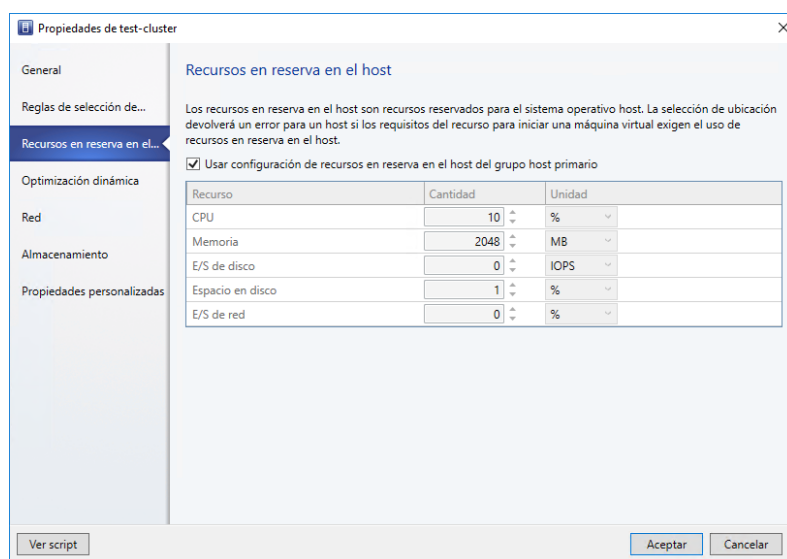 Propiedades de test-cluster
General
Reglas de selección de...
Recursos en reserva en el...
Optimización dinámica
Red
Almacenamiento
Propiedades personalizadas
Recursos en reserva en el host
Los recursos en reserva en el host son recursos reservados para el sistema operativo host. La selección de ubicación
devolverá un error para un host si los requisitos del recurso para iniciar una máquina virtual exigen el uso de
recursos en reserva en el host.
Usar configuración de recursos en reserva en el host del grupo host primario
Recurso Cantidad Unidad
CPU 10 %
Memoria 2048 MB
E/S de disco 0 IOPS
Espacio en disco 1 %
E/S de red 0 %
Ver script Aceptar Cancelar